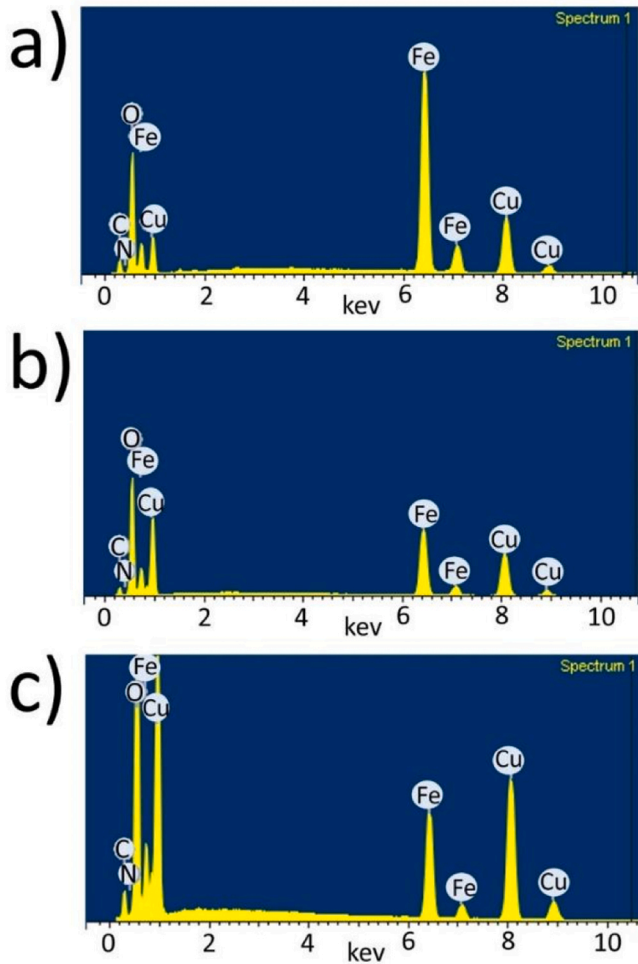 a)
Spectrum 1
Fe
O
Fe
C
N
Cu
Fe
Cu
Cu
0 2 4 6 8 10
kev
b)
Spectrum 1
O
Fe
Cu
C
N
Fe
Fe
Cu
Cu
0 2 4 6 8 10
kev
c)
Spectrum 1
Fe
O
Cu
C
N
Fe
Fe
Cu
Cu
0 2 4 6 8 10
kev